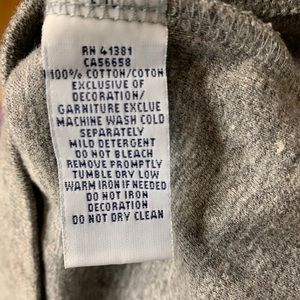 RN 41381
CA56658
100% COTTON/COTON
EXCLUSIVE OF
DECORATION/
GARNITURE EXCLUE
MACHINE WASH COLD
SEPARATELY
MILD DETERGENT
DO NOT BLEACH
REMOVE PROMPTLY
TUMBLE DRY LOW
WARM IRON IF NEEDED
DO NOT IRON
DECORATION
DO NOT DRY CLEAN